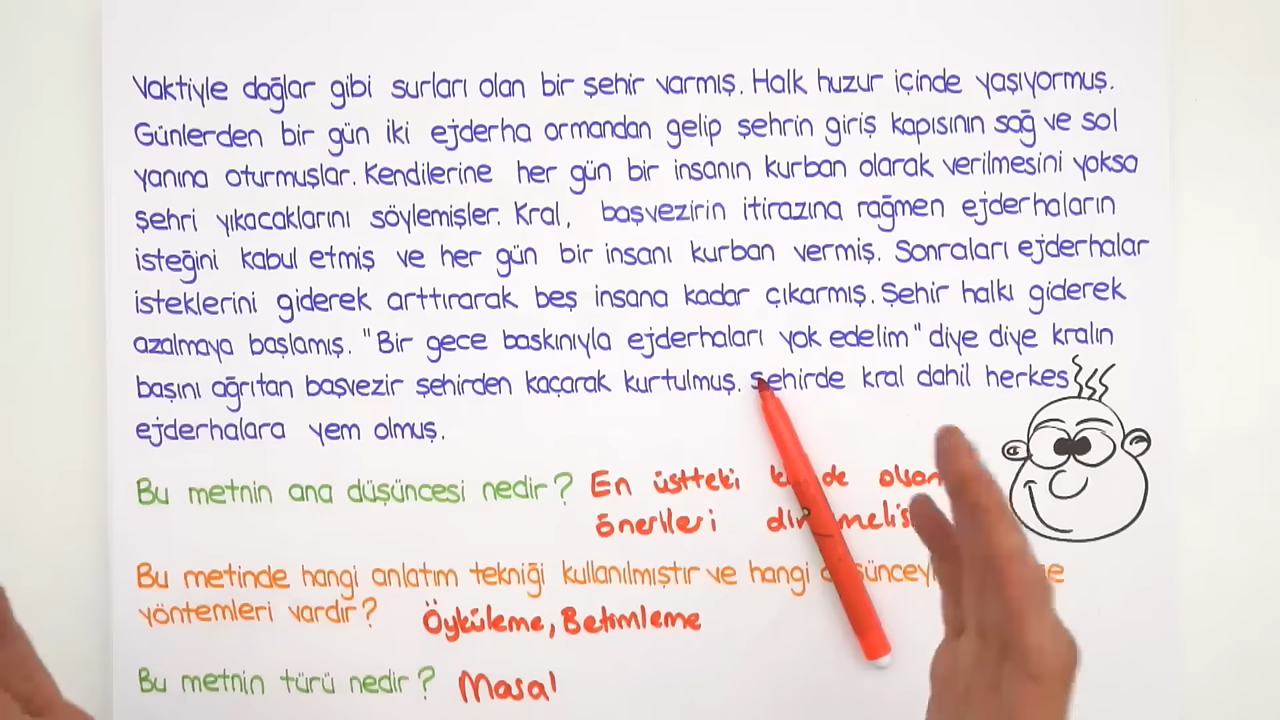 Vaktiyle dağlar gibi surları olan bir şehir varmış. Halk huzur içinde yaşıyormuş.
Günlerden bir gün iki ejderha ormandan gelip şehrin giriş kapısının sağ ve sol
yanına oturmuşlar. Kendilerine her gün bir insanın kurban olarak verilmesini yoksa
şehri yıkacaklarını söylemişler. Kral, başvezirin itirazına rağmen ejderhaların
isteğini kabul etmiş ve her gün bir insanı kurban vermiş. Sonraları ejderhalar
isteklerini giderek arttırarak beş insana kadar çıkarmış. Şehir halkı giderek
azalmaya başlamış. "Bir gece baskınıyla ejderhaları yok edelim" diye diye kralın
başını ağrıtan başvezir şehirden kaçarak kurtulmuş. Şehirde kral dahil herkes
ejderhalara yem olmuş.
Bu metnin ana düşüncesi nedir? En üstteki de
önerileri
Bu metinde hangi anlatım tekniği kullanılmıştır ve hangi
yöntemleri vardır? Öyküleme, Betimleme
Bu metnin türü nedir? Masal